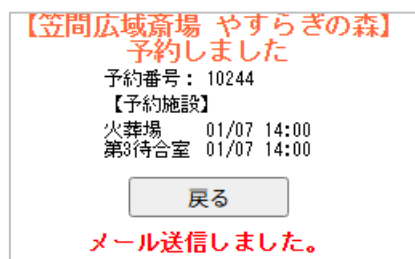 【笠間広域斎場 やすらぎの森】
予約しました
予約番号： 10244
【予約施設】
火葬場 01/07 14:00
第3待合室 01/07 14:00
戻る
メール送信しました。